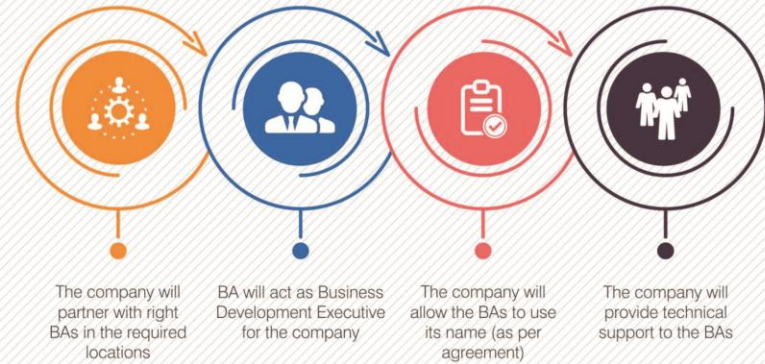 The company will
partner with right
BAs in the required
locations
BA will act as Business
Development Executive
for the company
The company will
allow the BAs to use
its name (as per
agreement)
The company will
provide technical
support to the BAs